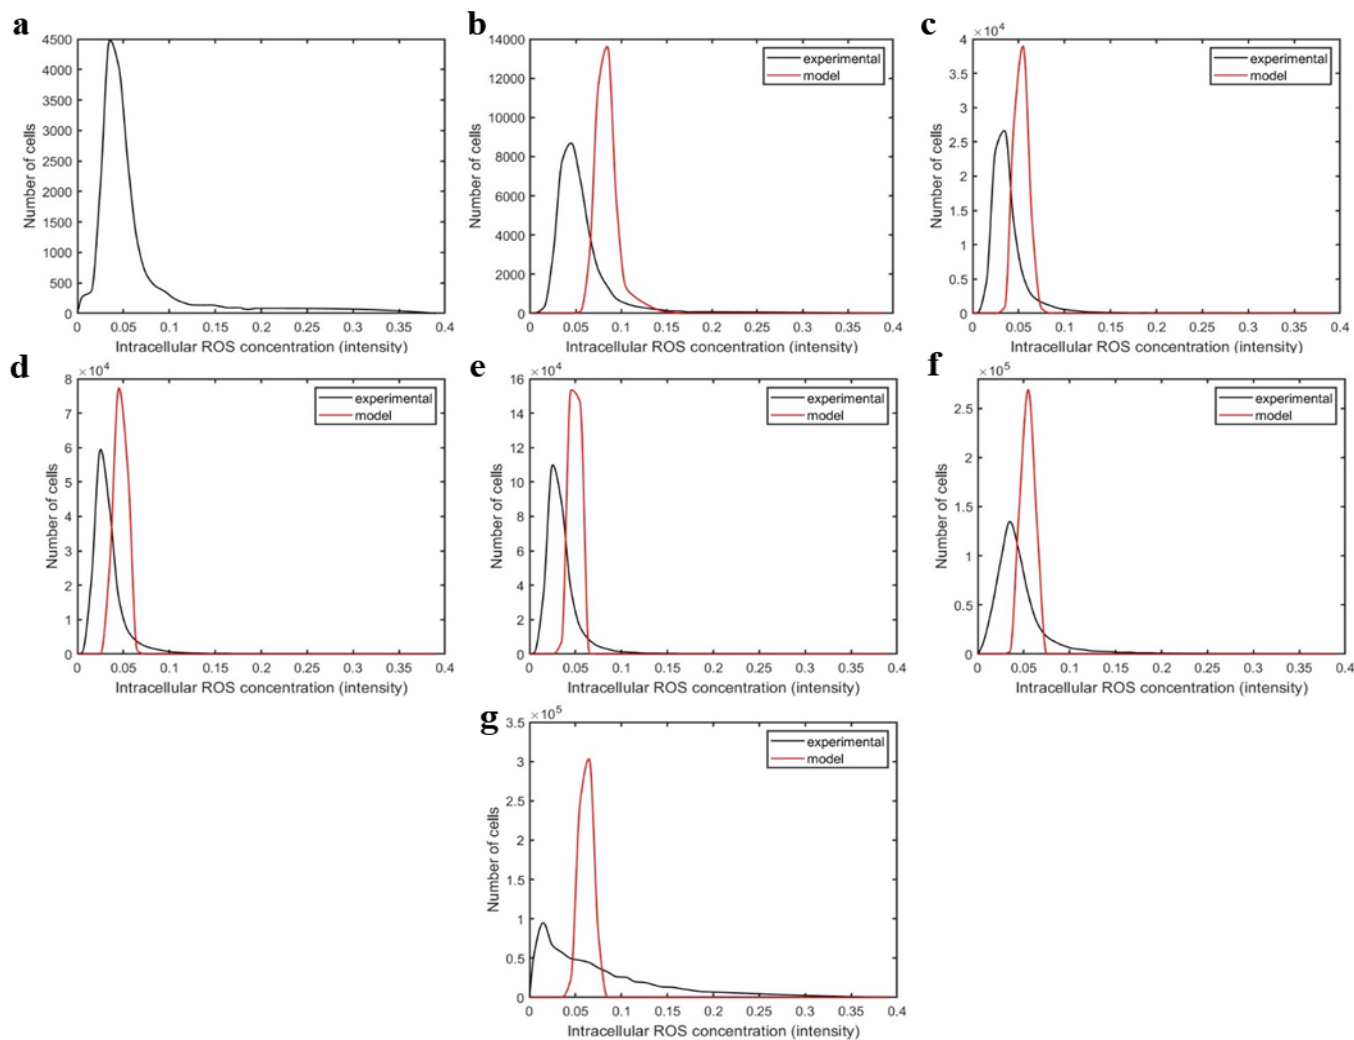 a
4500
4000
3500
3000
2500
2000
1500
1000
500
0
Number of cells
0 0.05 0.1 0.15 0.2 0.25 0.3 0.35 0.4
Intracellular ROS concentration (intensity)
b
14000
12000
10000
8000
6000
4000
2000
0
Number of cells
experimental
model
0 0.05 0.1 0.15 0.2 0.25 0.3 0.35 0.4
Intracellular ROS concentration (intensity)
c
×10⁴
4
3.5
3
2.5
2
1.5
1
0.5
0
Number of cells
experimental
model
0 0.05 0.1 0.15 0.2 0.25 0.3 0.35 0.4
Intracellular ROS concentration (intensity)
d
×10⁴
8
7
6
5
4
3
2
1
0
Number of cells
experimental
model
0 0.05 0.1 0.15 0.2 0.25 0.3 0.35 0.4
Intracellular ROS concentration (intensity)
e
×10⁴
16
14
12
10
8
6
4
2
0
Number of cells
experimental
model
0 0.05 0.1 0.15 0.2 0.25 0.3 0.35 0.4
Intracellular ROS concentration (intensity)
f
×10⁵
2.5
2
1.5
1
0.5
0
Number of cells
experimental
model
0 0.05 0.1 0.15 0.2 0.25 0.3 0.35 0.4
Intracellular ROS concentration (intensity)
g
×10⁵
3.5
3
2.5
2
1.5
1
0.5
0
Number of cells
experimental
model
0 0.05 0.1 0.15 0.2 0.25 0.3 0.35 0.4
Intracellular ROS concentration (intensity)